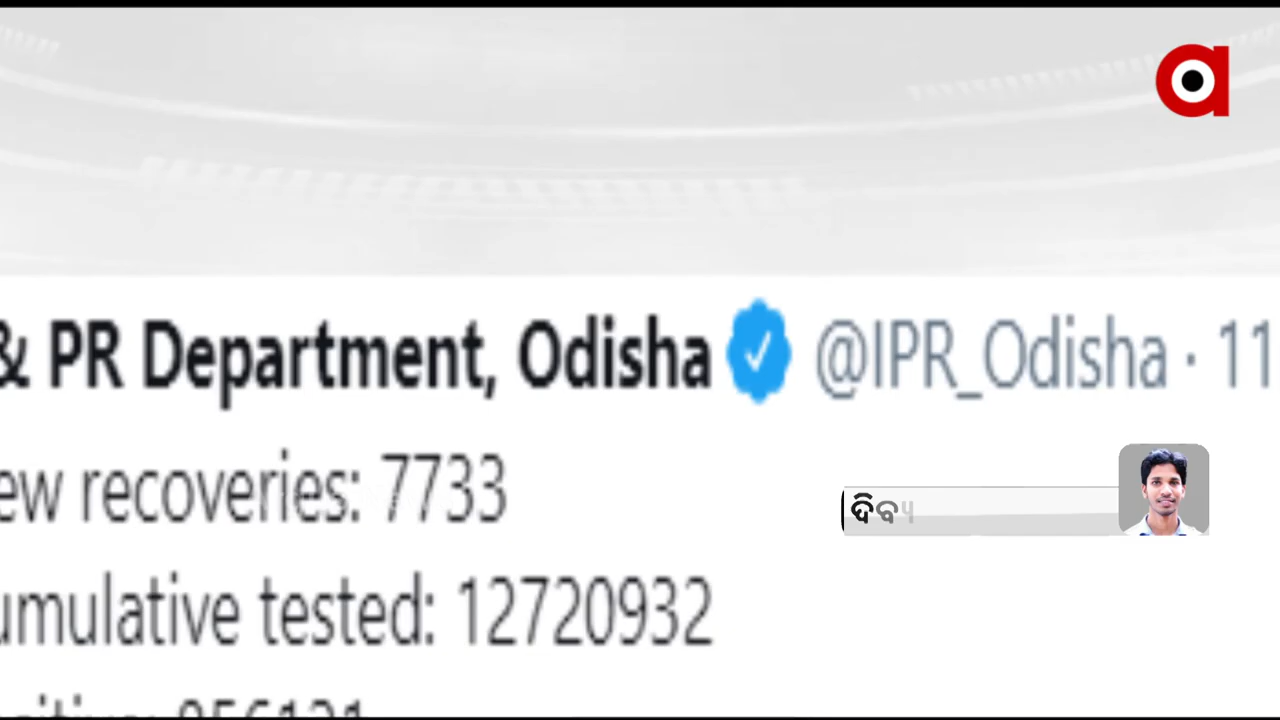 & PR Department, Odisha @IPR_Odisha · 11
ew recoveries: 7733
umulative tested: 12720932
ଦିବ୍ୟ